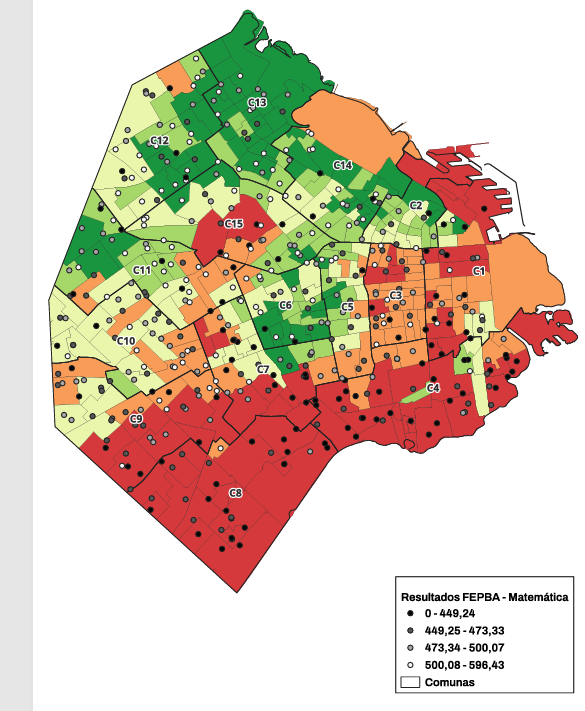 C13
C12
C14
C2
C15
C11
C1
C3
C6
C5
C10
C7
C4
C9
C8
Resultados FEPBA - Matemática
0 - 449,24
449,25 - 473,33
473,34 - 500,07
500,08 - 596,43
Comunas